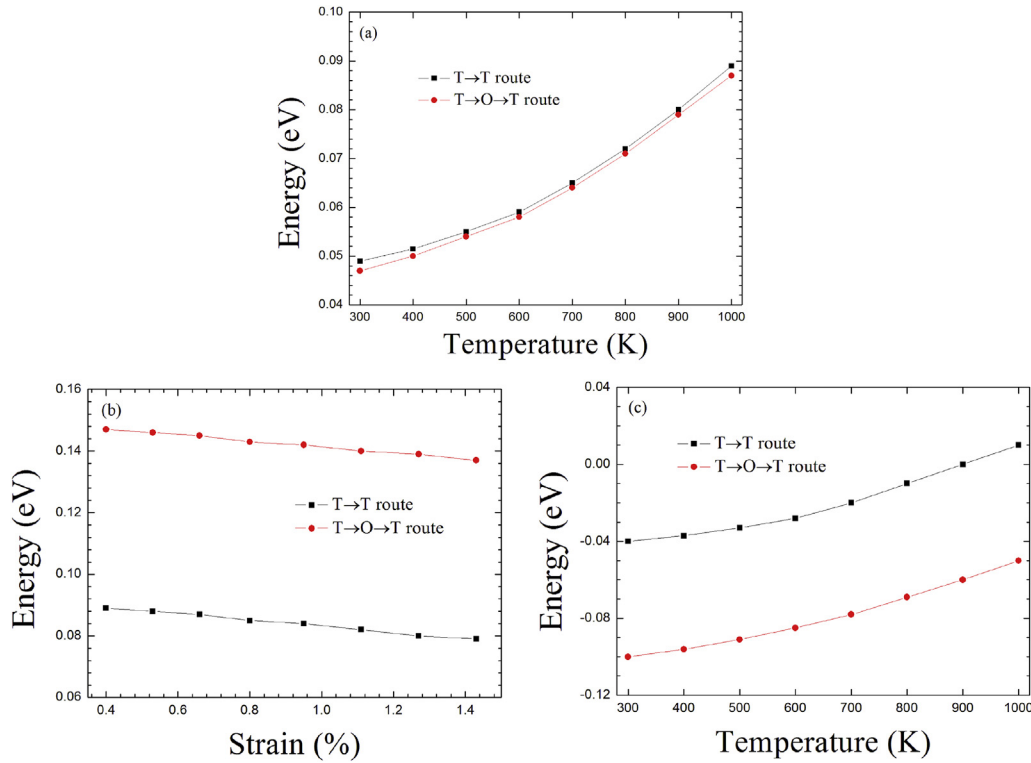 0.10
(a)
0.09
T→T route
T→O→T route
0.08
0.07
0.06
0.05
0.04
Energy (eV)
300 400 500 600 700 800 900 1000
Temperature (K)
0.16
(b)
0.14
0.12
T→T route
T→O→T route
0.10
0.08
0.06
Energy (eV)
0.4 0.6 0.8 1.0 1.2 1.4
Strain (%)
0.04
(c)
T→T route
T→O→T route
0.00
-0.04
-0.08
-0.12
Energy (eV)
300 400 500 600 700 800 900 1000
Temperature (K)